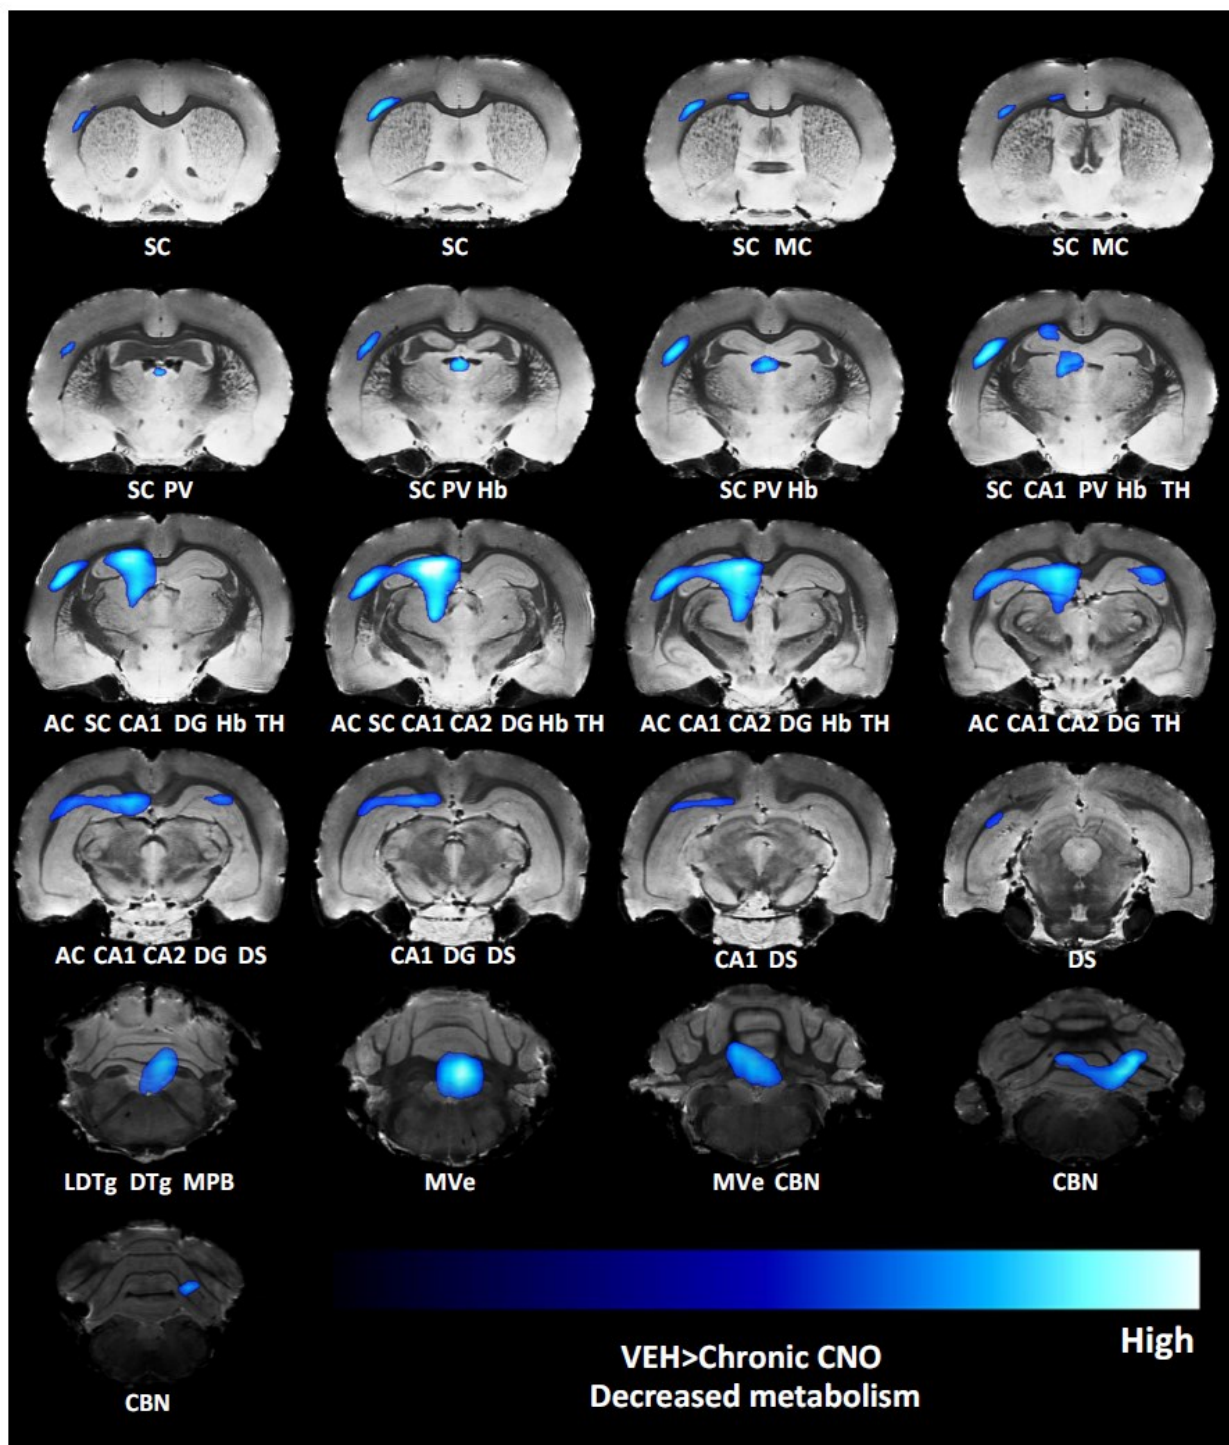 SC
SC
SC MC
SC MC
SC PV
SC PV Hb
SC PV Hb
SC CA1 PV Hb TH
AC SC CA1 DG Hb TH
AC SC CA1 CA2 DG Hb TH
AC CA1 CA2 DG Hb TH
AC CA1 CA2 DG TH
AC CA1 CA2 DG DS
CA1 DG DS
CA1 DS
DS
LDTg DTg MPB
MVe
MVe CBN
CBN
CBN
High
VEH>Chronic CNO
Decreased metabolism